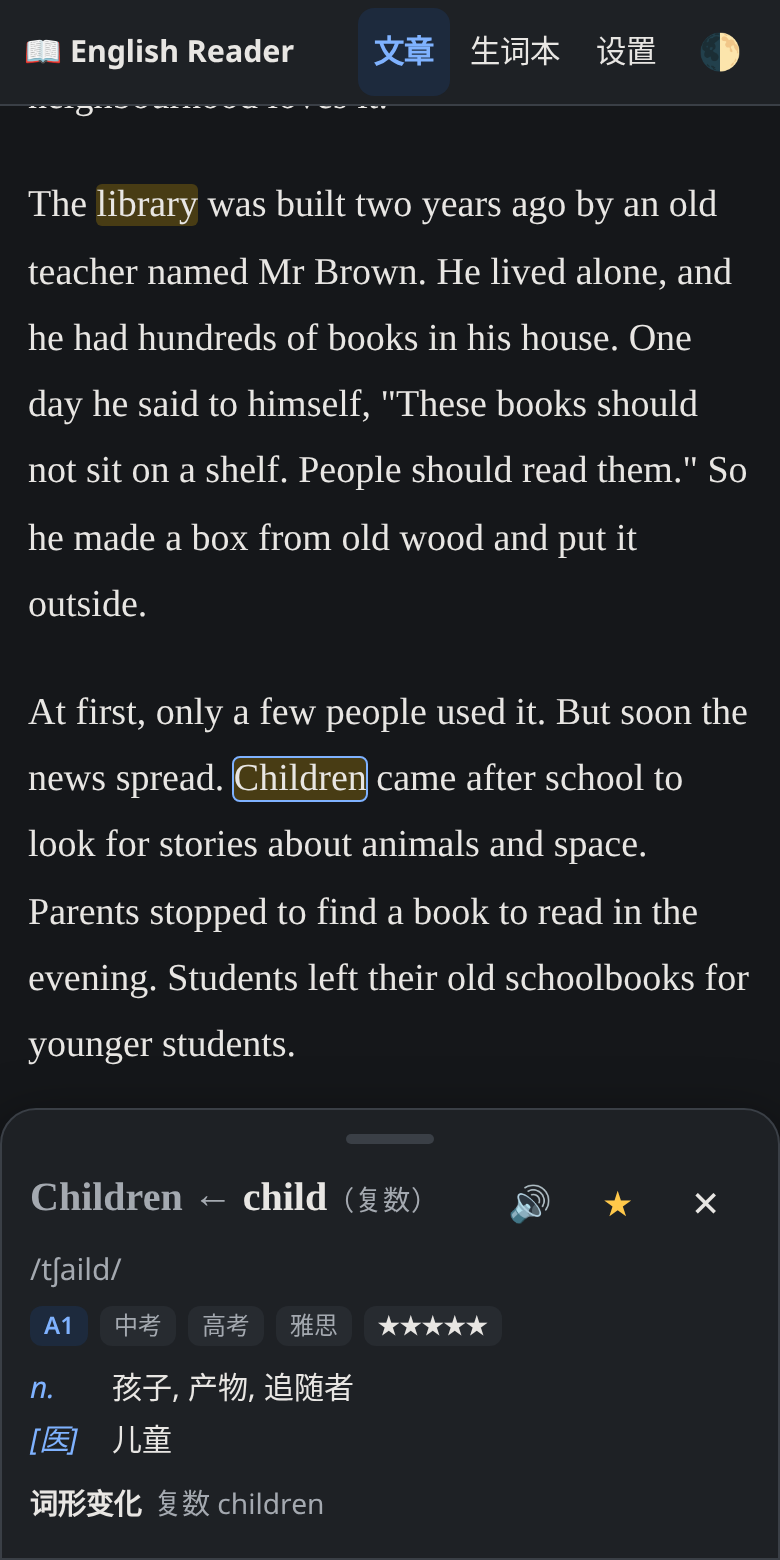 English Reader
文章
生词本
设置
neighbourhood loves it.
The library was built two years ago by an old
teacher named Mr Brown. He lived alone, and
he had hundreds of books in his house. One
day he said to himself, "These books should
not sit on a shelf. People should read them." So
he made a box from old wood and put it
outside.
At first, only a few people used it. But soon the
news spread. Children came after school to
look for stories about animals and space.
Parents stopped to find a book to read in the
evening. Students left their old schoolbooks for
younger students.
Children ← child（复数）
/tʃaild/
A1 中考 高考 雅思 ★★★★★
n. 孩子, 产物, 追随者
[医] 儿童
词形变化 复数 children